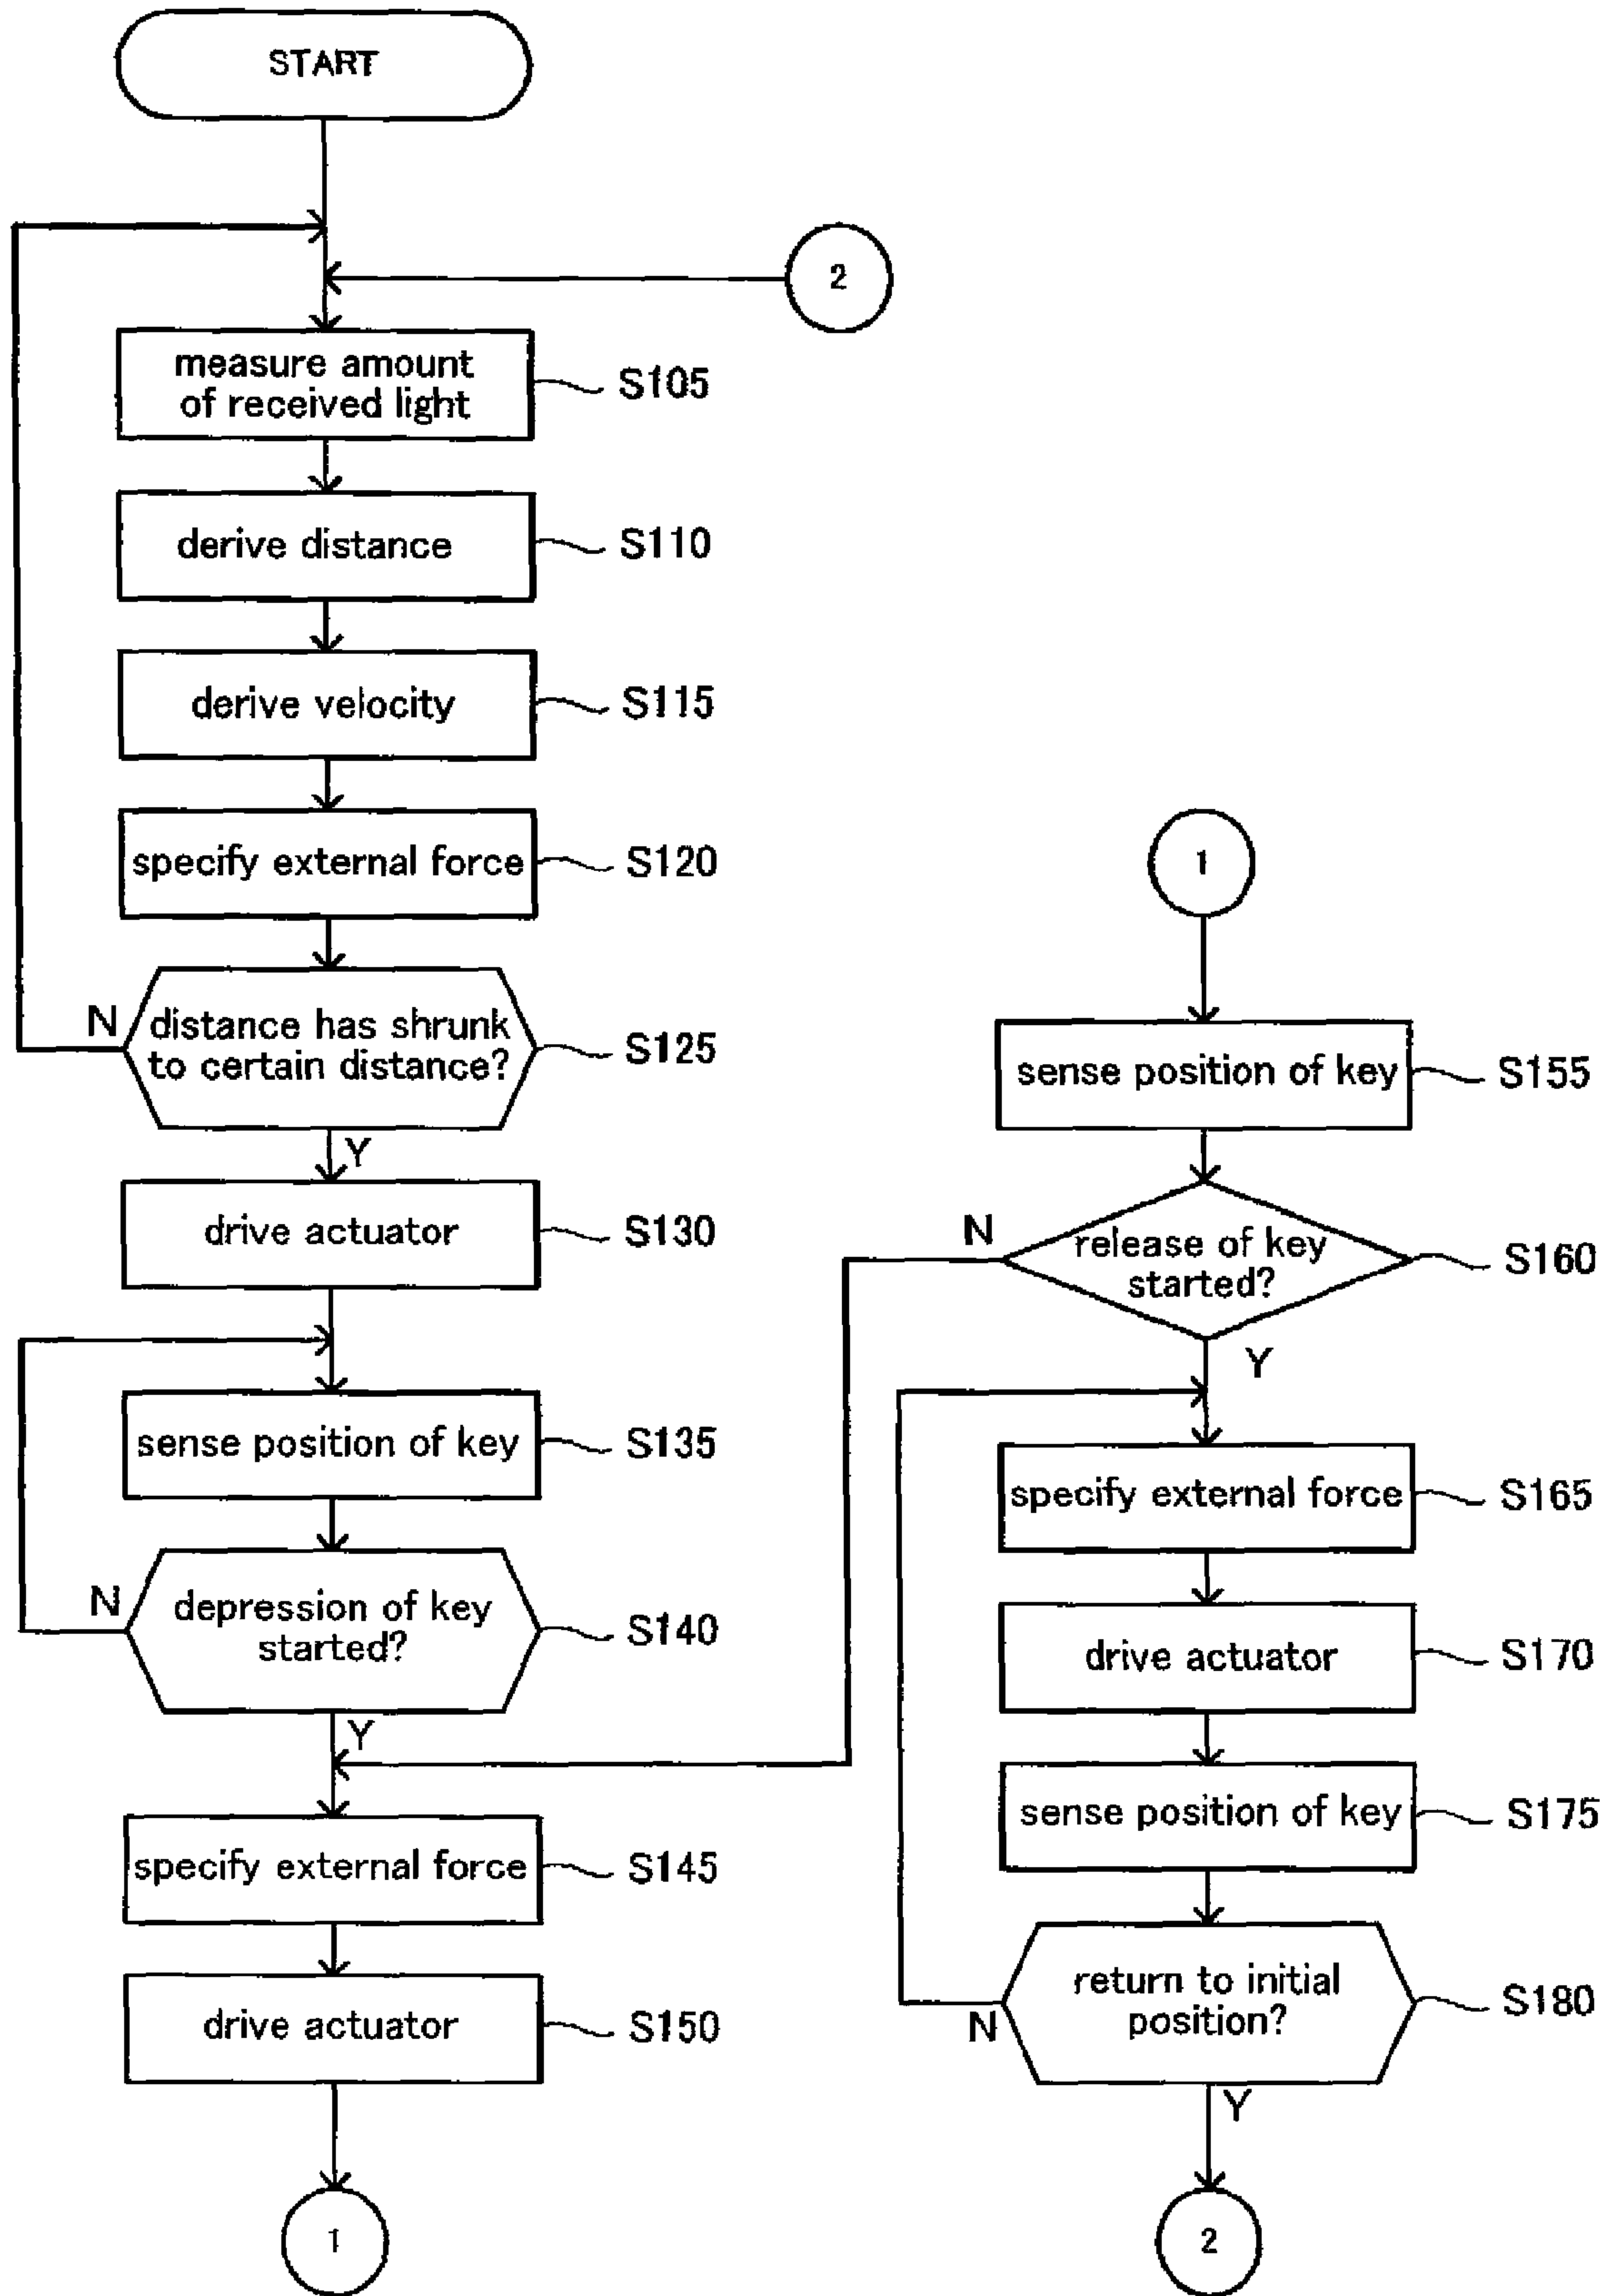 START
2
measure amount
of received light
S105
derive distance
S110
derive velocity
S115
specify external force
S120
N
distance has shrunk
to certain distance?
S125
Y
drive actuator
S130
sense position of key
S135
N
depression of key
started?
S140
Y
specify external force
S145
drive actuator
S150
1
1
sense position of key
S155
N
release of key
started?
S160
Y
specify external force
S165
drive actuator
S170
sense position of key
S175
return to initial
position?
S180
N
Y
2